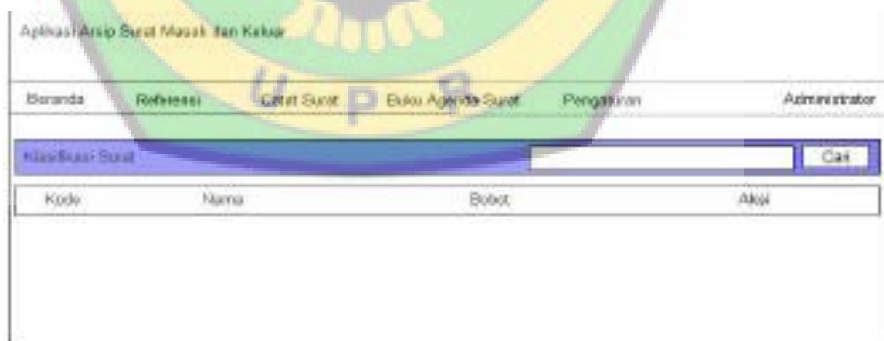 Aplikasi Arsip Surat Masuk dan Keluar
UPR
Beranda Referensi Catat Surat Buku Agenda Surat Pengaturan Administrator
Klasifikasi Surat Cari
Kode Nama Bobot Aksi